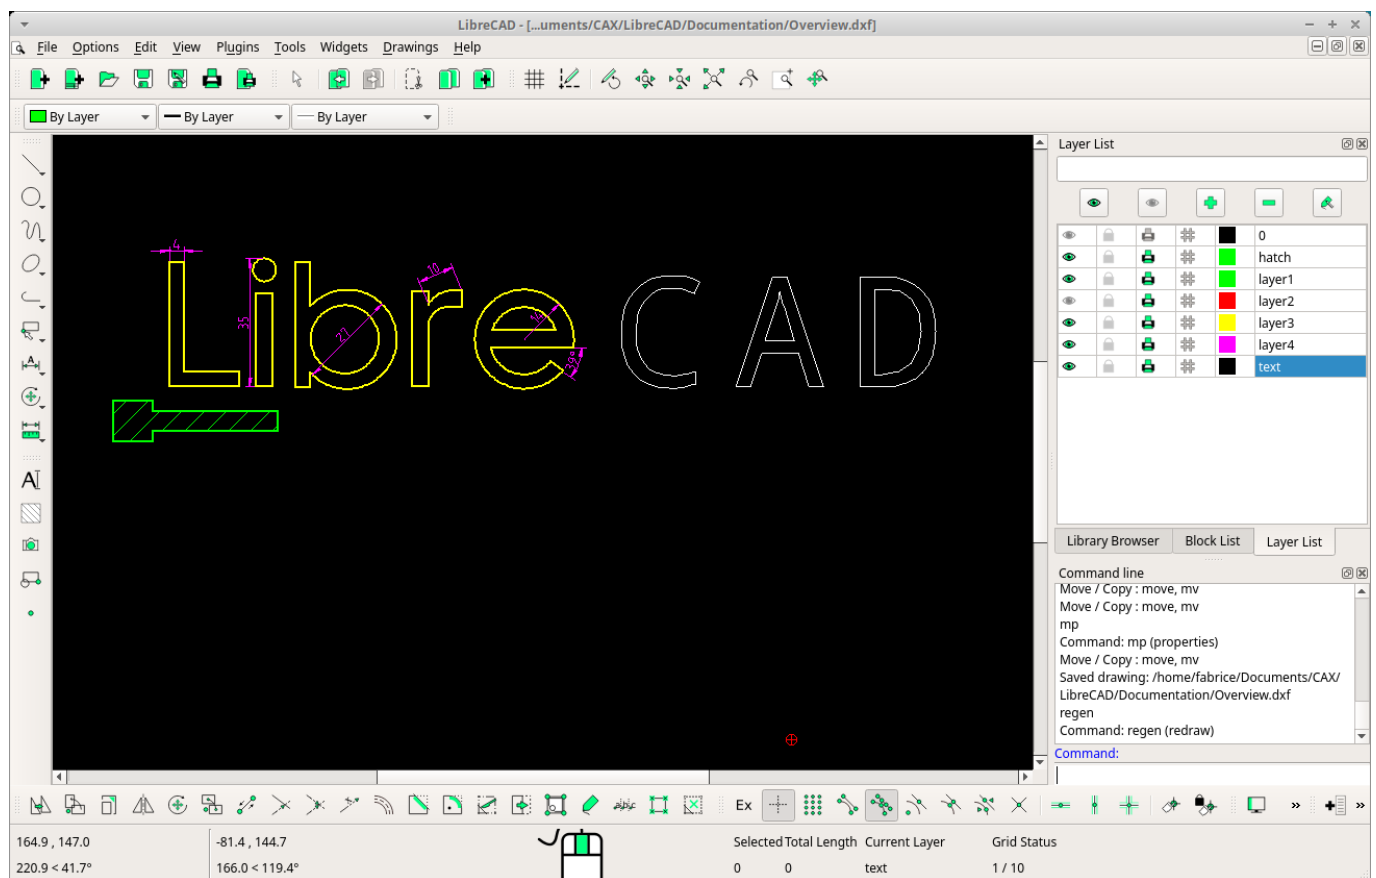 LibreCAD - [...uments/CAX/LibreCAD/Documentation/Overview.dxf]
File Options Edit View Plugins Tools Widgets Drawings Help
By Layer By Layer By Layer
Layer List
0
hatch
layer1
layer2
layer3
layer4
text
4
35
27
10
39°
Libre CAD
Library Browser Block List Layer List
Command line
Move / Copy : move, mv
Move / Copy : move, mv
mp
Command: mp (properties)
Move / Copy : move, mv
Saved drawing: /home/fabrice/Documents/CAX/
LibreCAD/Documentation/Overview.dxf
regen
Command: regen (redraw)
Command:
A
abc
Ex
» »
164.9 , 147.0 -81.4 , 144.7 Selected Total Length Current Layer Grid Status
220.9 < 41.7° 166.0 < 119.4° 0 0 text 1 / 10